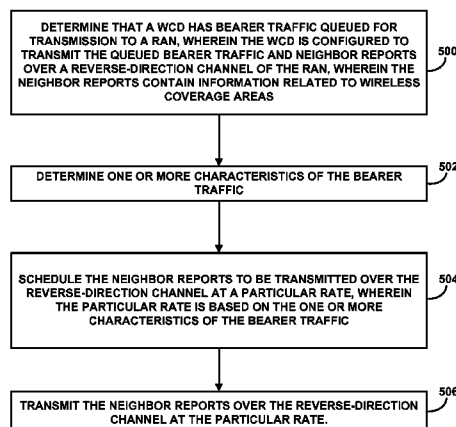 DETERMINE THAT A WCD HAS BEARER TRAFFIC QUEUED FOR
TRANSMISSION TO A RAN, WHEREIN THE WCD IS CONFIGURED TO
TRANSMIT THE QUEUED BEARER TRAFFIC AND NEIGHBOR REPORTS
OVER A REVERSE-DIRECTION CHANNEL OF THE RAN, WHEREIN THE
NEIGHBOR REPORTS CONTAIN INFORMATION RELATED TO WIRELESS
COVERAGE AREAS
500
DETERMINE ONE OR MORE CHARACTERISTICS OF THE BEARER
TRAFFIC
502
SCHEDULE THE NEIGHBOR REPORTS TO BE TRANSMITTED OVER THE
REVERSE-DIRECTION CHANNEL AT A PARTICULAR RATE, WHEREIN
THE PARTICULAR RATE IS BASED ON THE ONE OR MORE
CHARACTERISTICS OF THE BEARER TRAFFIC
504
TRANSMIT THE NEIGHBOR REPORTS OVER THE REVERSE-DIRECTION
CHANNEL AT THE PARTICULAR RATE.
506